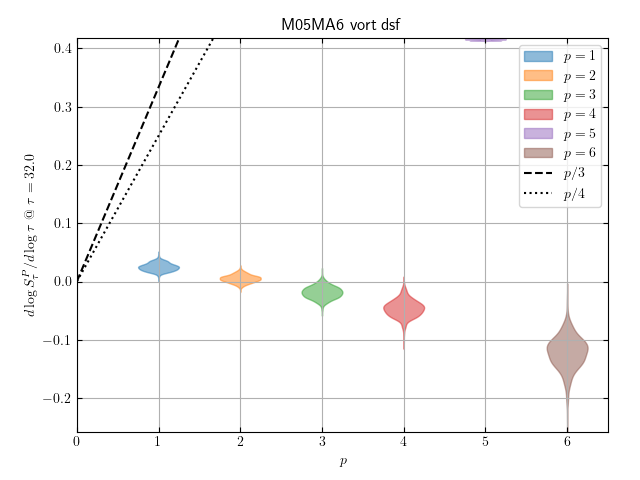 M05MA6 vort dsf
d log S_τ^P / d log τ @ τ = 32.0
0.4
0.3
0.2
0.1
0.0
−0.1
−0.2
p = 1
p = 2
p = 3
p = 4
p = 5
p = 6
p/3
p/4
0 1 2 3 4 5 6
p